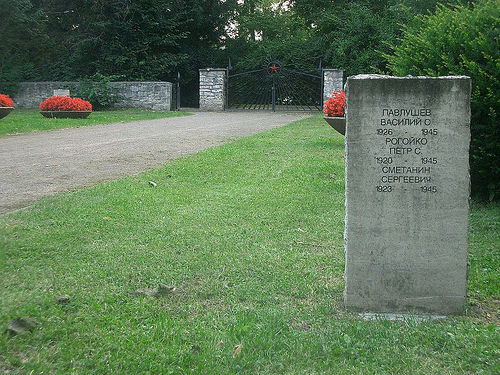 ПАВЛУШЕВ
ВАСИЛИЙ С
1926 - 1945
РОГОЙКО
ПЕТР С.
1920 - 1945
СМЕТАНИН
СЕРГЕЕВИЧ
1923 - 1945